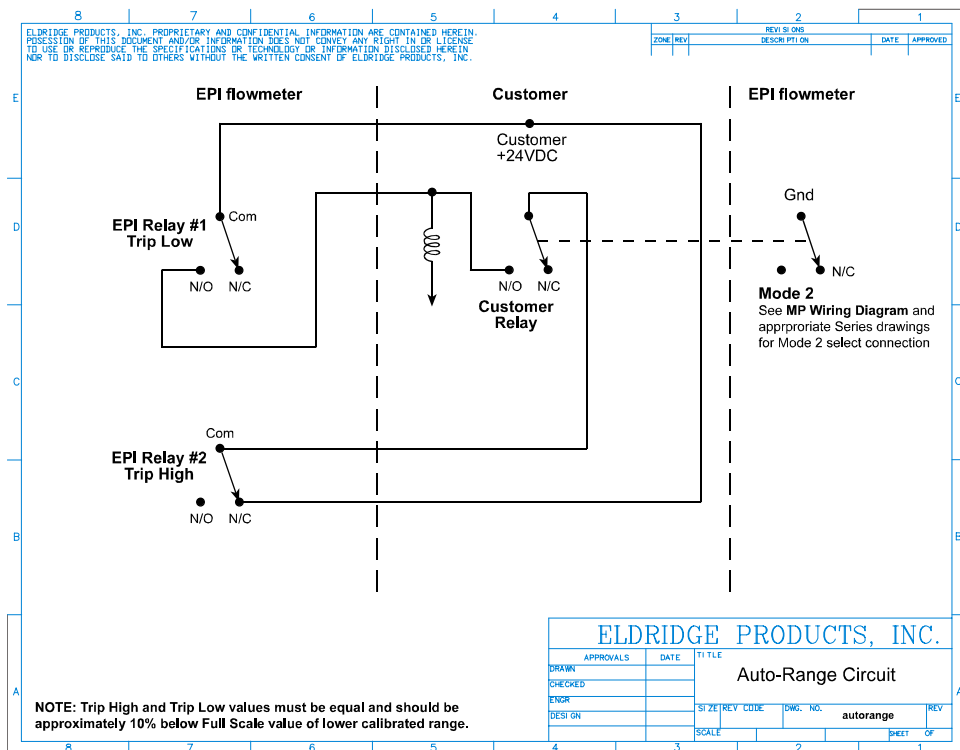 8 7 6 5 4 3 2 1
ELDRIDGE PRODUCTS, INC. PROPRIETARY AND CONFIDENTIAL INFORMATION ARE CONTAINED HEREIN.
POSESSION OF THIS DOCUMENT AND/OR INFORMATION DOES NOT CONVEY ANY RIGHT IN OR LICENSE
TO USE OR REPRODUCE THE SPECIFICATIONS OR TECHNOLOGY OR INFORMATION DISCLOSED HEREIN
NOR TO DISCLOSE SAID TO OTHERS WITHOUT THE WRITTEN CONSENT OF ELDRIDGE PRODUCTS, INC.
REVISIONS
ZONE REV DESCRIPTION DATE APPROVED
E EPI flowmeter Customer EPI flowmeter E
Customer
+24VDC
Gnd
D D
EPI Relay #1
Trip Low
Com
N/O N/C
N/O N/C
N/C
Customer
Relay
Mode 2
See MP Wiring Diagram and
apprproriate Series drawings
for Mode 2 select connection
C C
Com
EPI Relay #2
Trip High
N/O N/C
B B
ELDRIDGE PRODUCTS, INC.
APPROVALS DATE TITLE
DRAWN
CHECKED
ENGR
DESIGN
Auto-Range Circuit
SIZE REV CODE DWG. NO. autorange REV
SCALE SHEET OF
A A
NOTE: Trip High and Trip Low values must be equal and should be
approximately 10% below Full Scale value of lower calibrated range.
8 7 6 5 4 3 2 1